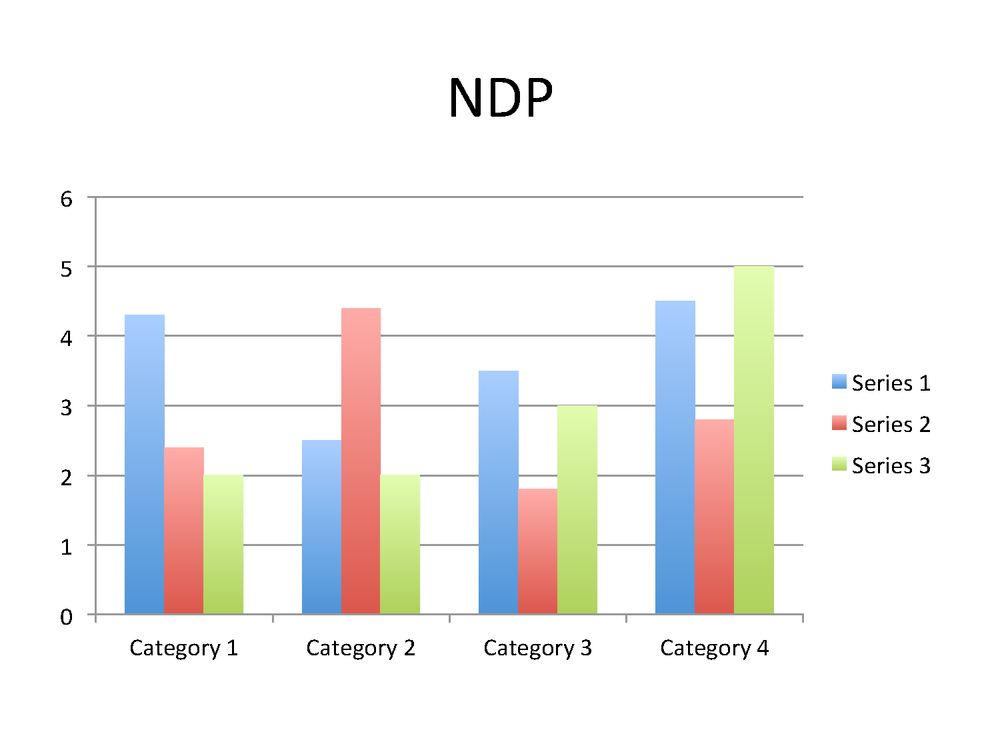 NDP
6
5
4
3
2
1
0
Category 1
Category 2
Category 3
Category 4
Series 1
Series 2
Series 3